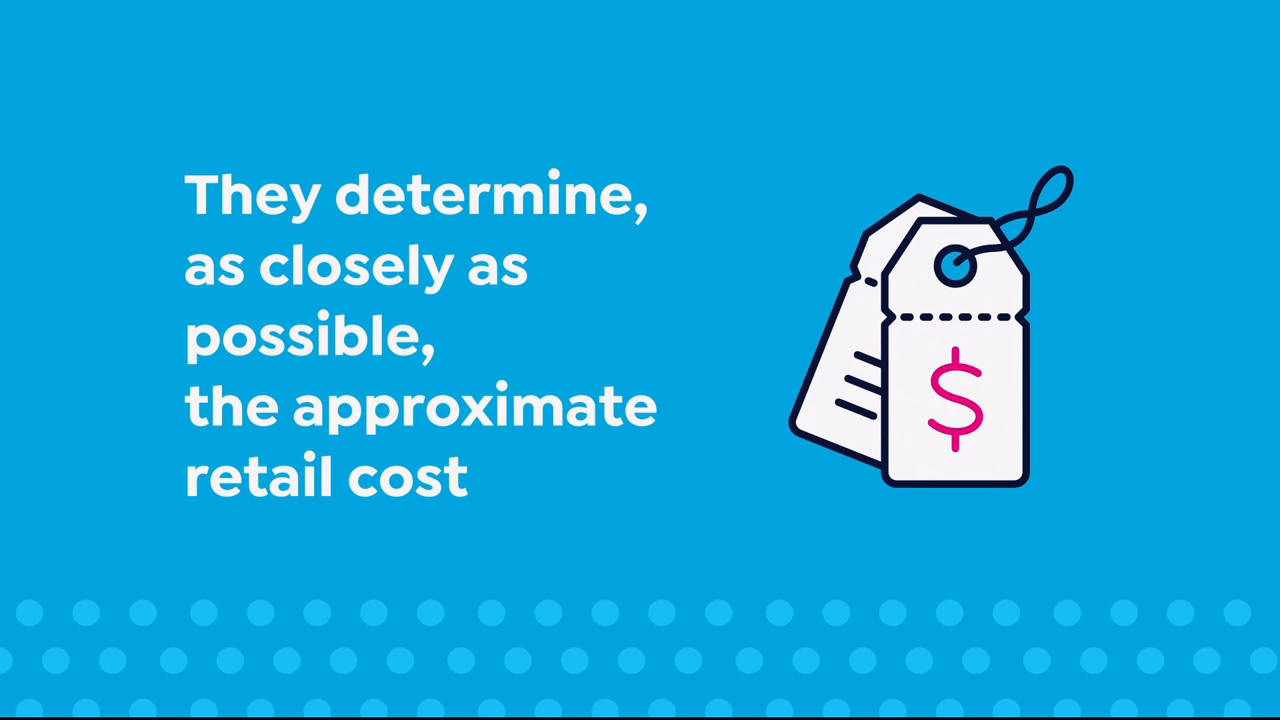 They determine,
as closely as
possible,
the approximate
retail cost
$